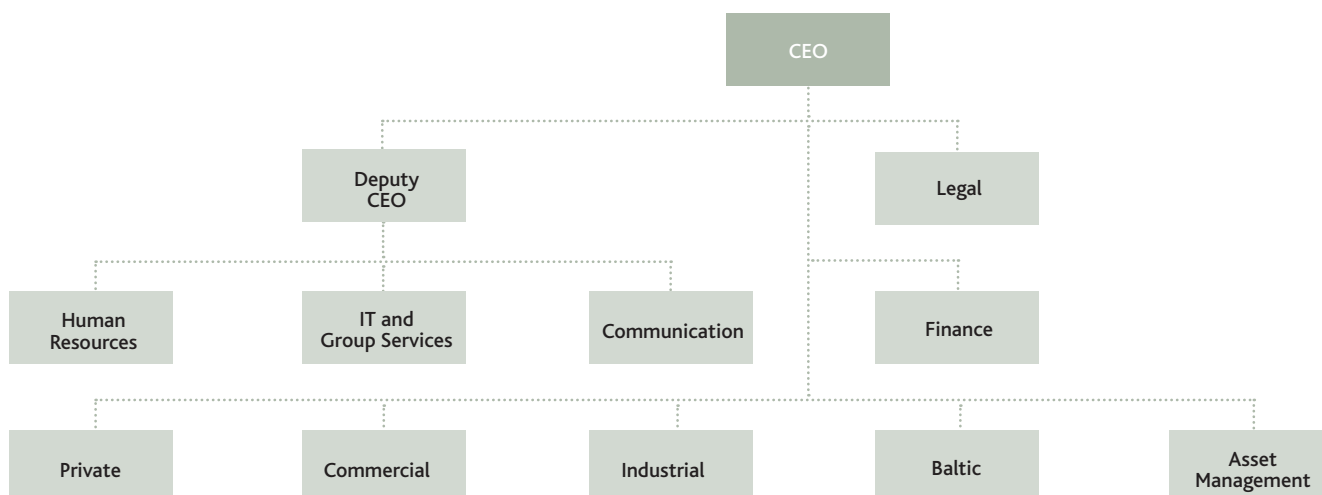 CEO
Deputy
CEO
Legal
Human
Resources
IT and
Group Services
Communication
Finance
Private
Commercial
Industrial
Baltic
Asset
Management